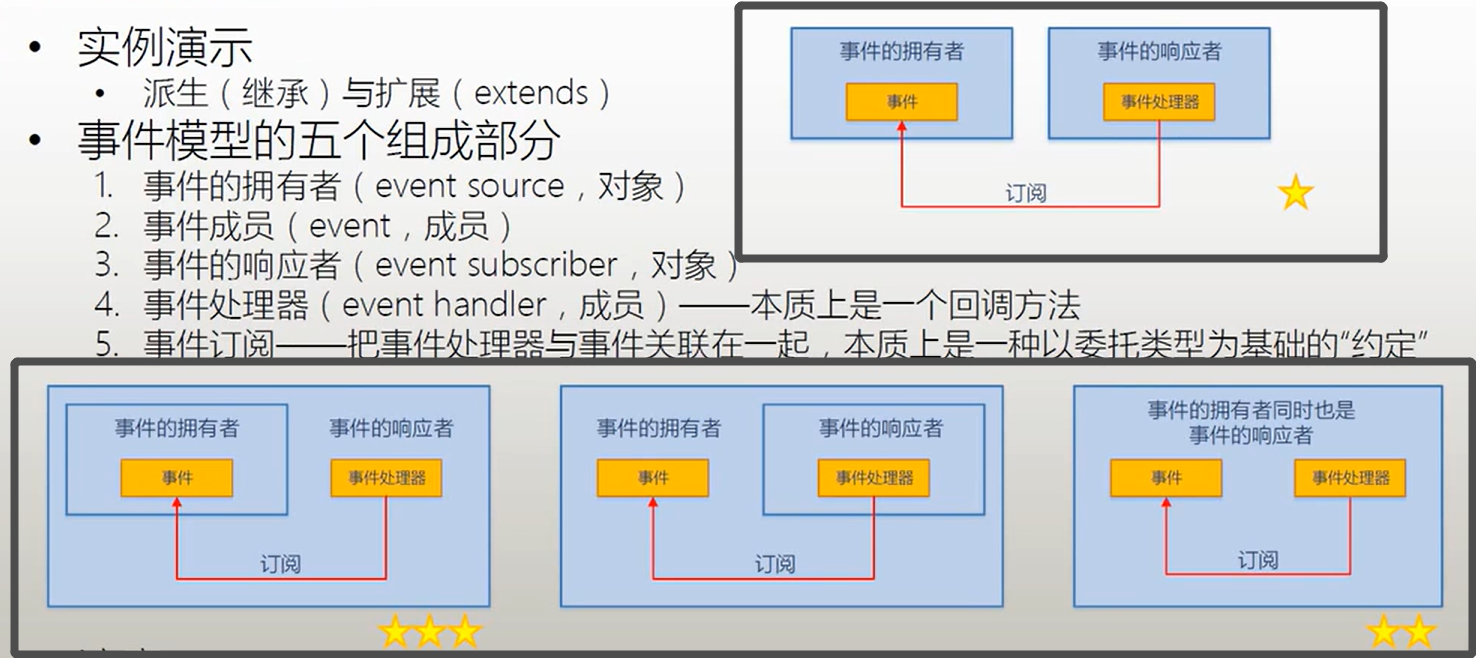 • 实例演示
• 派生（继承）与扩展（extends）
• 事件模型的五个组成部分
1. 事件的拥有者（event source，对象）
2. 事件成员（event，成员）
3. 事件的响应者（event subscriber，对象）
4. 事件处理器（event handler，成员）——本质上是一个回调方法
5. 事件订阅——把事件处理器与事件关联在一起，本质上是一种以委托类型为基础的“约定”
事件的拥有者
事件
事件的响应者
事件处理器
订阅
事件的拥有者
事件
事件的响应者
事件处理器
订阅
事件的拥有者
事件
事件的响应者
事件处理器
订阅
事件的拥有者同时也是
事件的响应者
事件
事件处理器
订阅